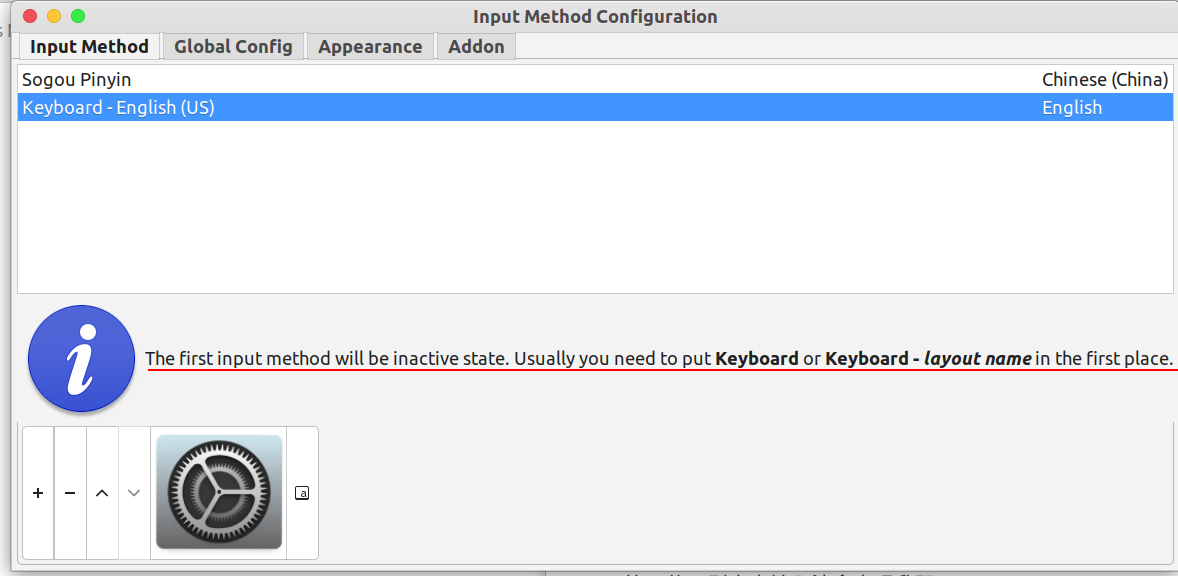 Input Method Configuration
Input Method Global Config Appearance Addon
Sogou Pinyin Chinese (China)
Keyboard - English (US) English
The first input method will be inactive state. Usually you need to put Keyboard or Keyboard - layout name in the first place.
a